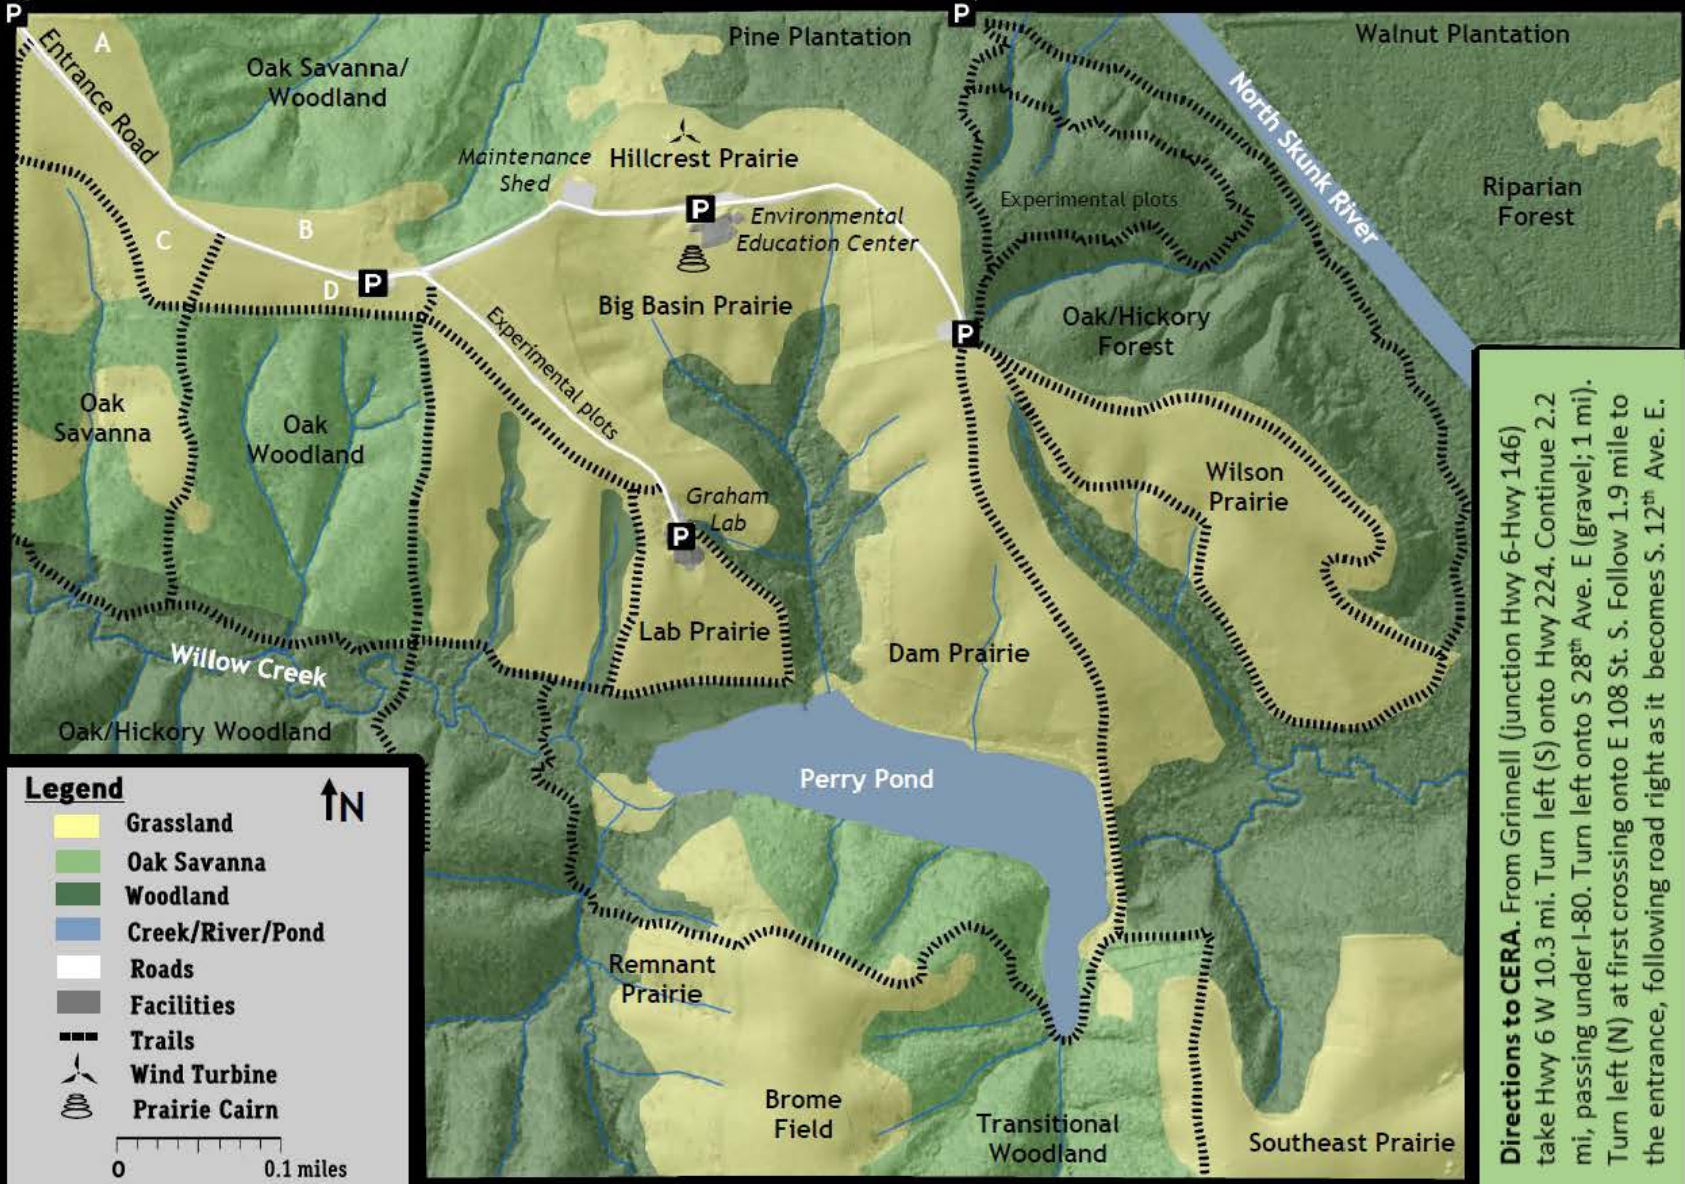 P
P
Entrance Road
A
Oak Savanna/
Woodland
Pine Plantation
Walnut Plantation
North Skunk River
Maintenance
Shed
Hillcrest Prairie
Riparian
Forest
Experimental plots
P
Environmental
Education Center
C
B
D
P
Big Basin Prairie
Experimental plots
P
Oak/Hickory
Forest
Oak
Savanna
Oak
Woodland
Wilson
Prairie
Graham
Lab
P
Lab Prairie
Dam Prairie
Willow Creek
Oak/Hickory Woodland
Perry Pond
Remnant
Prairie
Brome
Field
Transitional
Woodland
Southeast Prairie
Legend
N
Grassland
Oak Savanna
Woodland
Creek/River/Pond
Roads
Facilities
Trails
Wind Turbine
Prairie Cairn
0 0.1 miles
Directions to CERA. From Grinnell (junction Hwy 6-Hwy 146)
take Hwy 6 W 10.3 mi. Turn left (S) onto Hwy 224. Continue 2.2
mi, passing under I-80. Turn left onto S 28th Ave. E (gravel; 1 mi).
Turn left (N) at first crossing onto E 108 St. S. Follow 1.9 mile to
the entrance, following road right as it becomes S. 12th Ave. E.